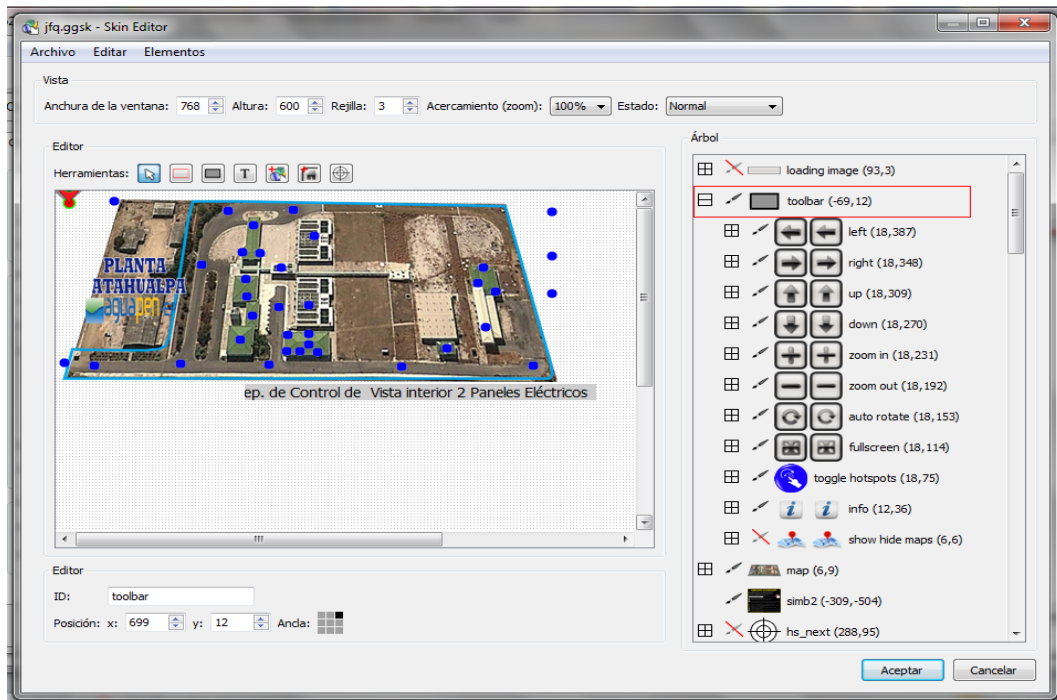 jfq.ggsk - Skin Editor
Archivo Editar Elementos
Vista
Anchura de la ventana: 768 Altura: 600 Rejilla: 3 Acercamiento (zoom): 100% Estado: Normal
Editor
Herramientas: T
PLANTA
ATAHUALPA
aguapen
ep. de Control de Vista interior 2 Paneles Eléctricos
Editor
ID: toolbar
Posición: x: 699 y: 12 Ancla:
Árbol
loading image (93,3)
toolbar (-69,12)
left (18,387)
right (18,348)
up (18,309)
down (18,270)
zoom in (18,231)
zoom out (18,192)
auto rotate (18,153)
fullscreen (18,114)
toggle hotspots (18,75)
i i info (12,36)
show hide maps (6,6)
map (6,9)
simb2 (-309,-504)
hs_next (288,95)
Aceptar Cancelar